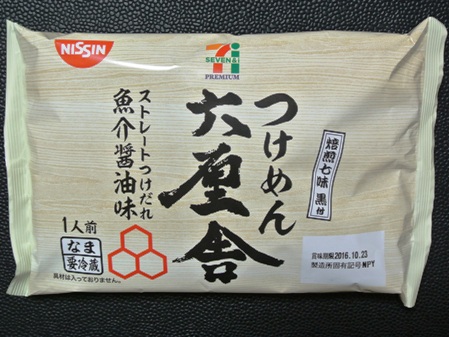 NISSIN
7i
SEVEN&i
PREMIUM
つけめん
六厘舎
ストレートつけだれ
魚介醤油味
焙煎七味 黒付
1人前
なま
要冷蔵
具材は入っておりません。
賞味期限2016.10.23
製造所固有記号NPY